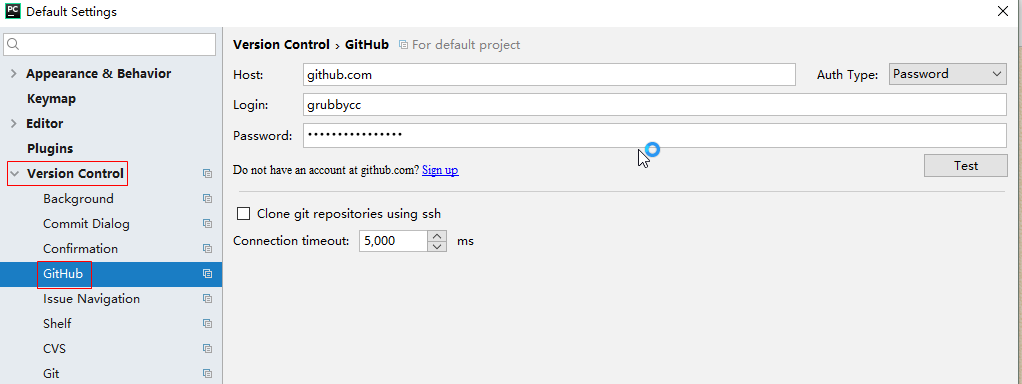 PC Default Settings
Version Control › GitHub For default project
Appearance & Behavior
Keymap
Editor
Plugins
Version Control
Background
Commit Dialog
Confirmation
GitHub
Issue Navigation
Shelf
CVS
Git
Host: github.com Auth Type: Password
Login: grubbycc
Password: ••••••••••••••••
Do not have an account at github.com? Sign up
Test
Clone git repositories using ssh
Connection timeout: 5,000 ms